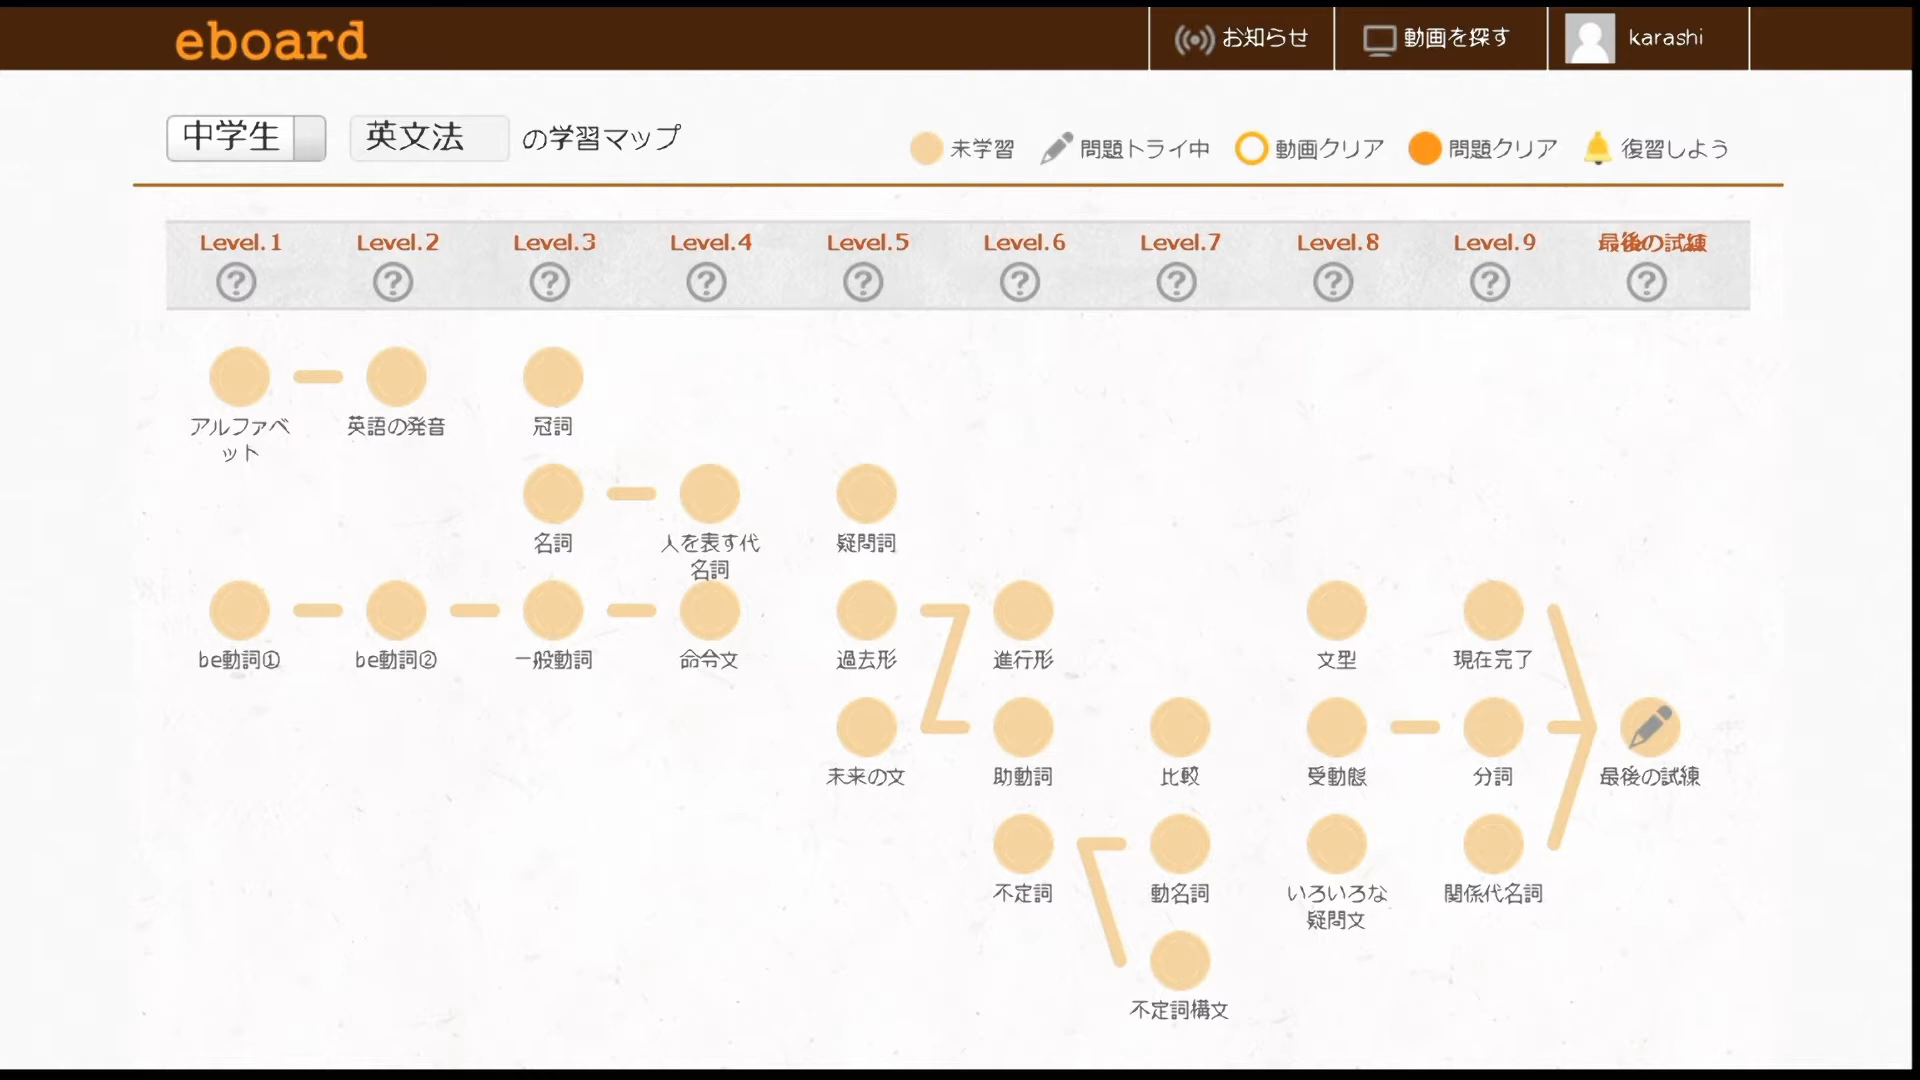 eboard
お知らせ
動画を探す
karashi
中学生 英文法 の学習マップ
未学習 問題トライ中 動画クリア 問題クリア 復習しよう
Level.1 Level.2 Level.3 Level.4 Level.5 Level.6 Level.7 Level.8 Level.9 最後の試練
アルファベ
ット
英語の発音
冠詞
名詞
人を表す代
名詞
疑問詞
be動詞①
be動詞②
一般動詞
命令文
過去形
進行形
文型
現在完了
未来の文
助動詞
比較
受動態
分詞
最後の試練
不定詞
動名詞
いろいろな
疑問文
関係代名詞
不定詞構文